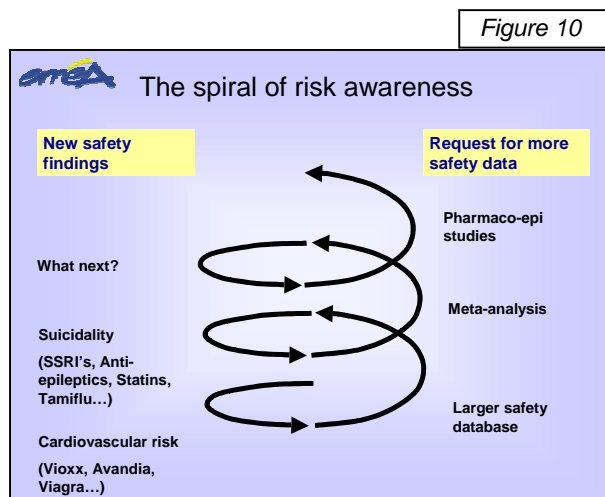 Figure 10
emeA
The spiral of risk awareness
New safety
findings
Request for more
safety data
Pharmaco-epi
studies
What next?
Meta-analysis
Suicidality
(SSRI's, Anti-
epileptics, Statins,
Tamiflu…)
Larger safety
database
Cardiovascular risk
(Vioxx, Avandia,
Viagra…)